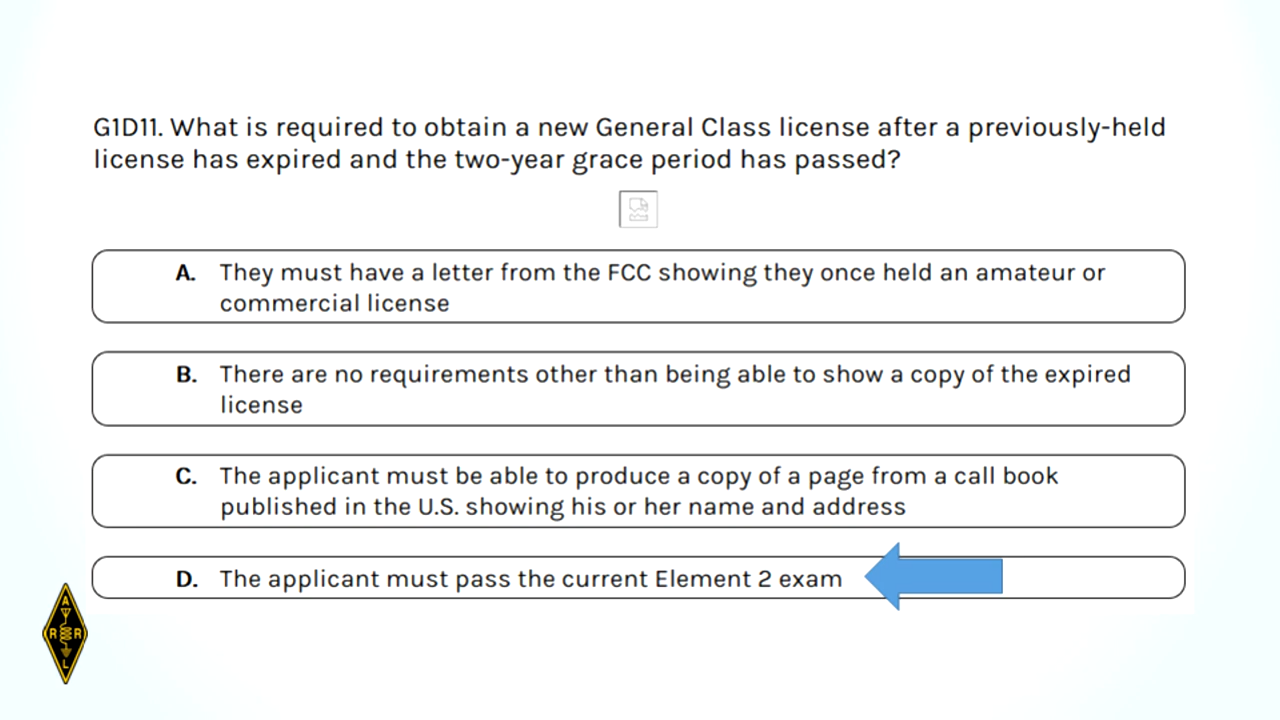 G1D11. What is required to obtain a new General Class license after a previously-held
license has expired and the two-year grace period has passed?
A. They must have a letter from the FCC showing they once held an amateur or
commercial license
B. There are no requirements other than being able to show a copy of the expired
license
C. The applicant must be able to produce a copy of a page from a call book
published in the U.S. showing his or her name and address
D. The applicant must pass the current Element 2 exam
A
R R
L